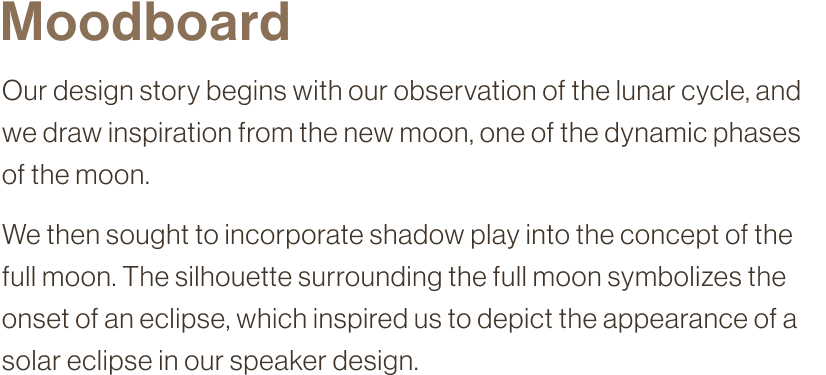 Moodboard
Our design story begins with our observation of the lunar cycle, and
we draw inspiration from the new moon, one of the dynamic phases
of the moon.
We then sought to incorporate shadow play into the concept of the
full moon. The silhouette surrounding the full moon symbolizes the
onset of an eclipse, which inspired us to depict the appearance of a
solar eclipse in our speaker design.